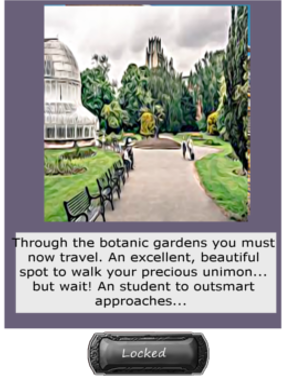 Through the botanic gardens you must
now travel. An excellent, beautiful
spot to walk your precious unimon...
but wait! An student to outsmart
approaches...
Locked